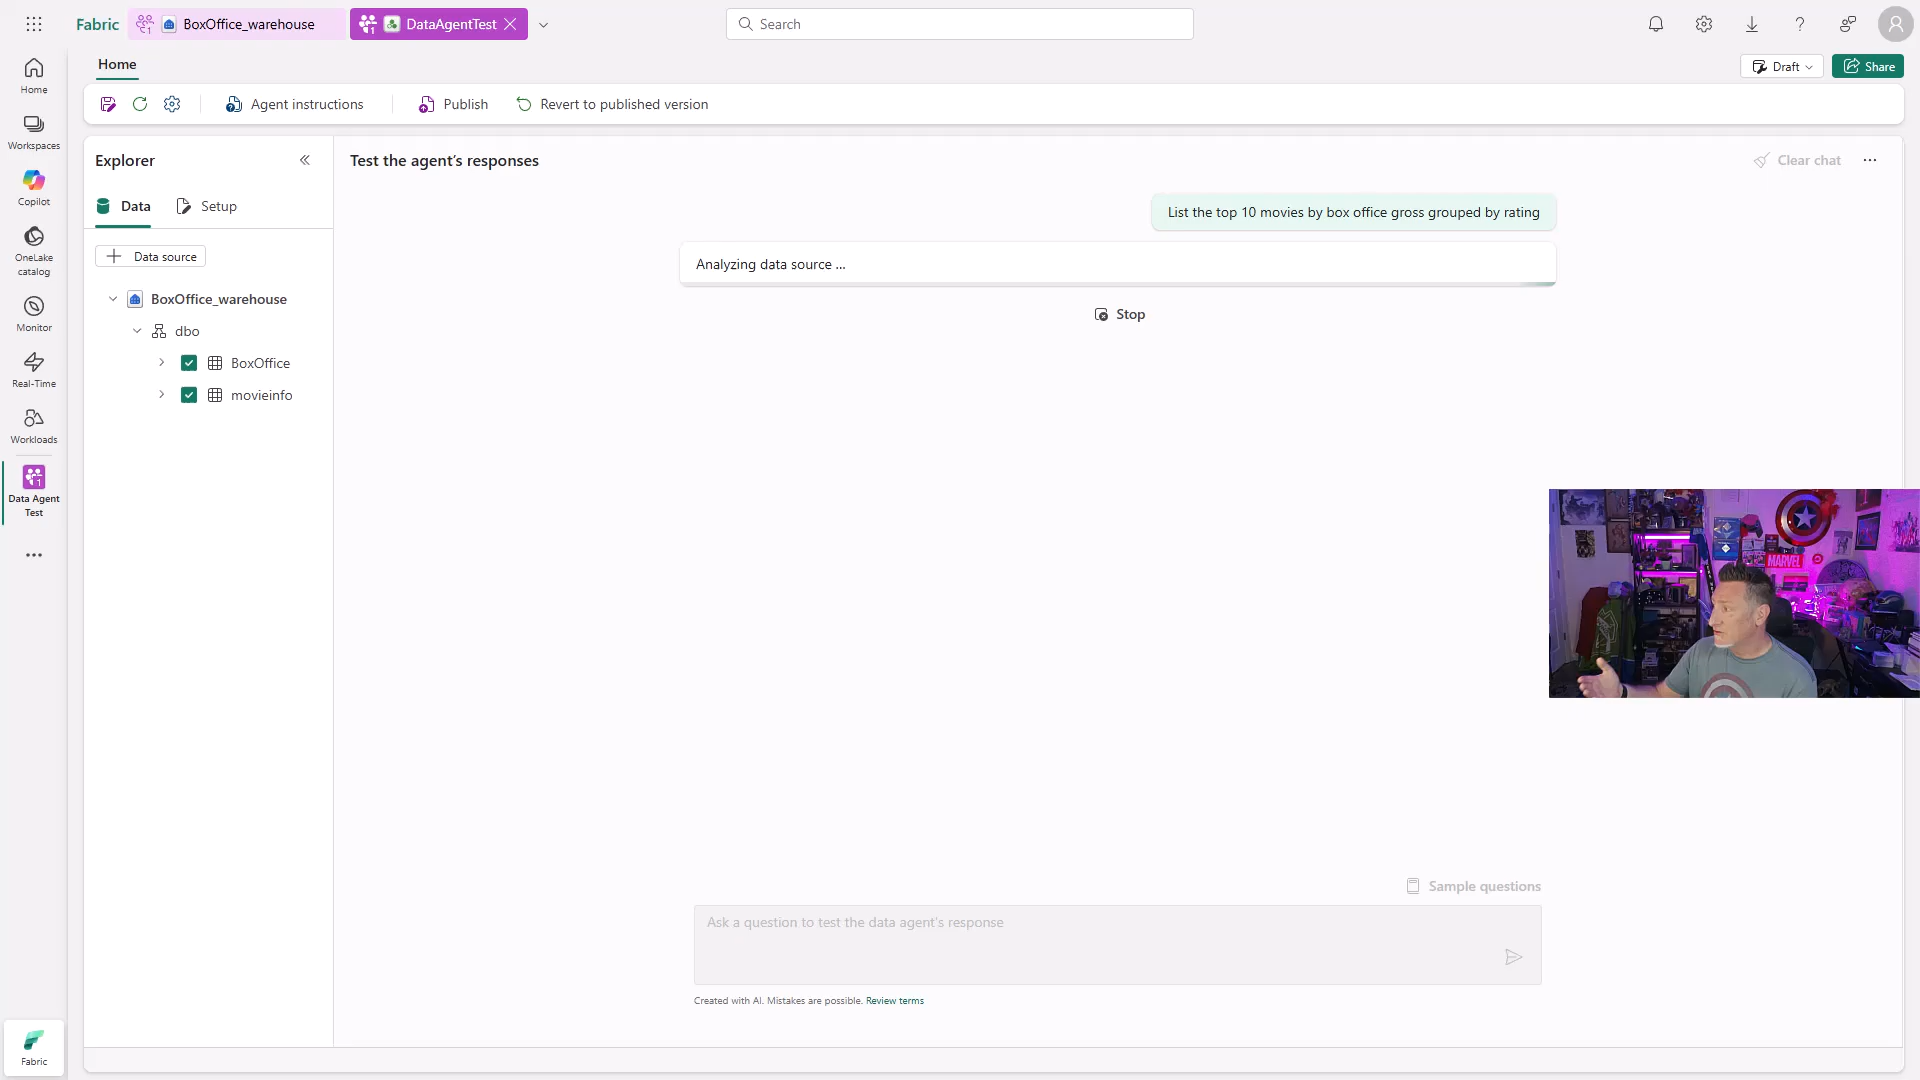 Fabric
BoxOffice_warehouse
DataAgentTest
Search
Home
Draft
Share
Agent instructions
Publish
Revert to published version
Home
Workspaces
Copilot
OneLake
catalog
Monitor
Real-Time
Workloads
Data Agent
Test
Fabric
Explorer
Data
Setup
Data source
BoxOffice_warehouse
dbo
BoxOffice
movieinfo
Test the agent's responses
Clear chat
List the top 10 movies by box office gross grouped by rating
Analyzing data source ...
Stop
MARVEL
Sample questions
Ask a question to test the data agent's response
Created with AI. Mistakes are possible. Review terms